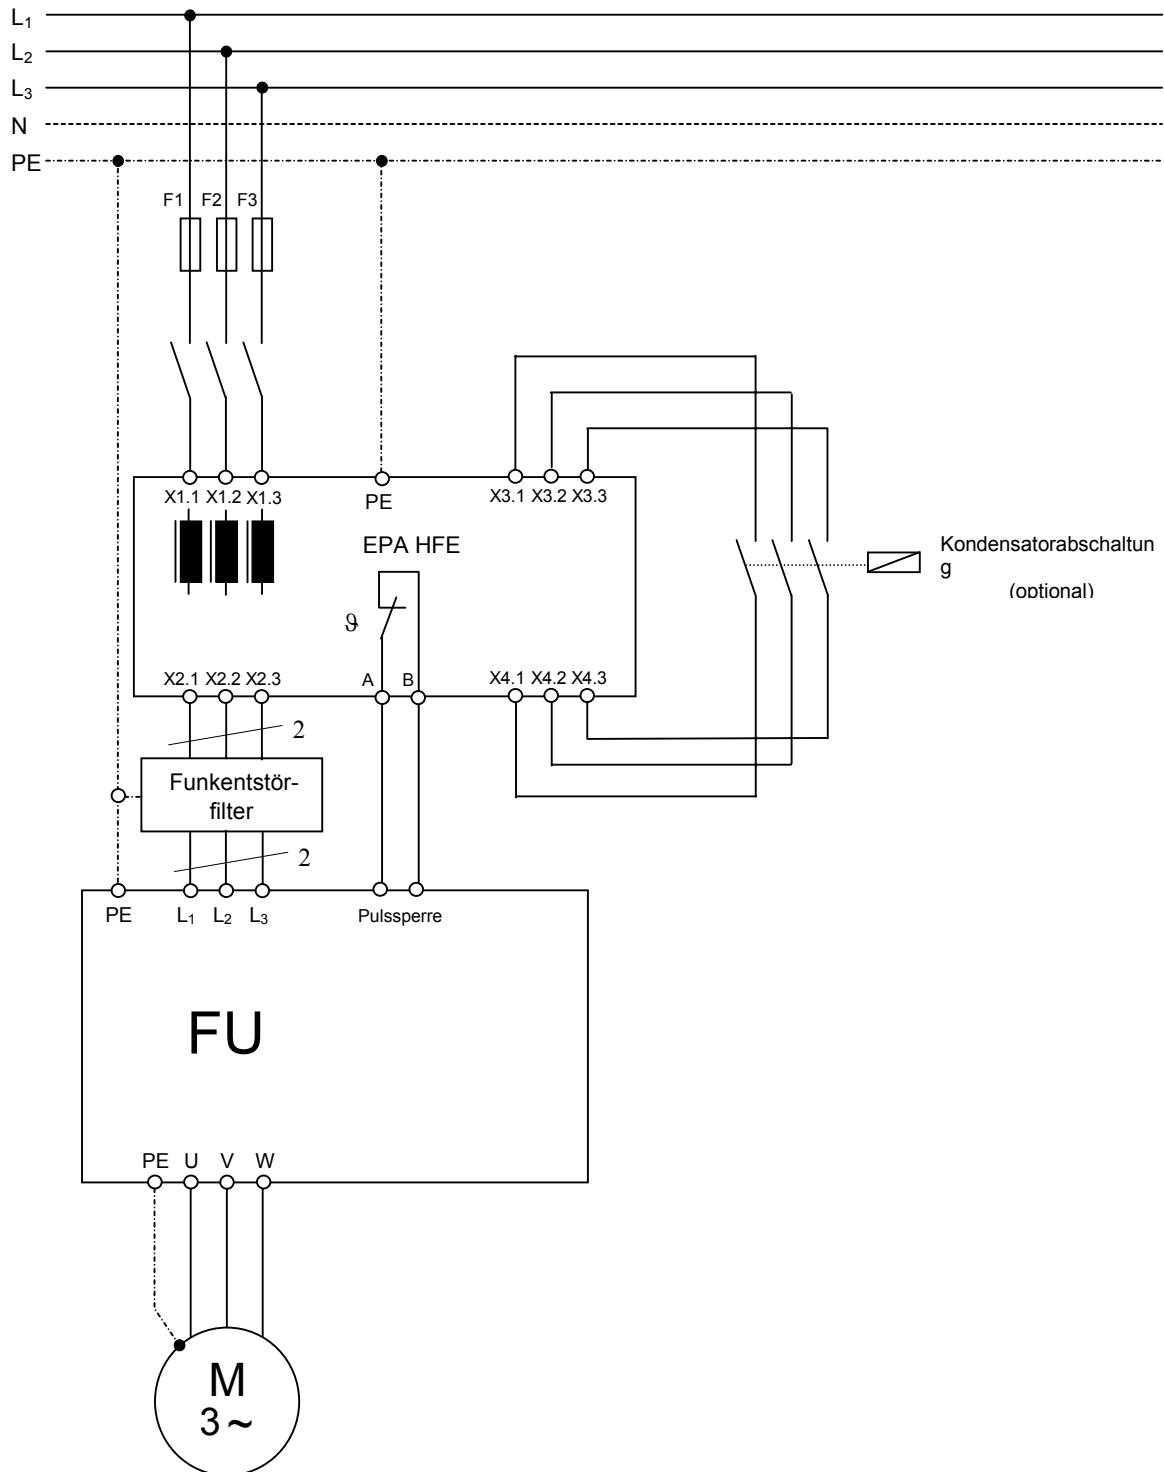 L₁
L₂
L₃
N
PE
F1 F2 F3
X1.1 X1.2 X1.3
PE
X3.1 X3.2 X3.3
EPA HFE
Kondensatorabschaltun
g
(optional)
ϑ
X2.1 X2.2 X2.3
A B
X4.1 X4.2 X4.3
2
Funkentstör-
filter
2
PE L₁ L₂ L₃
Pulssperre
FU
PE U V W
M
3~